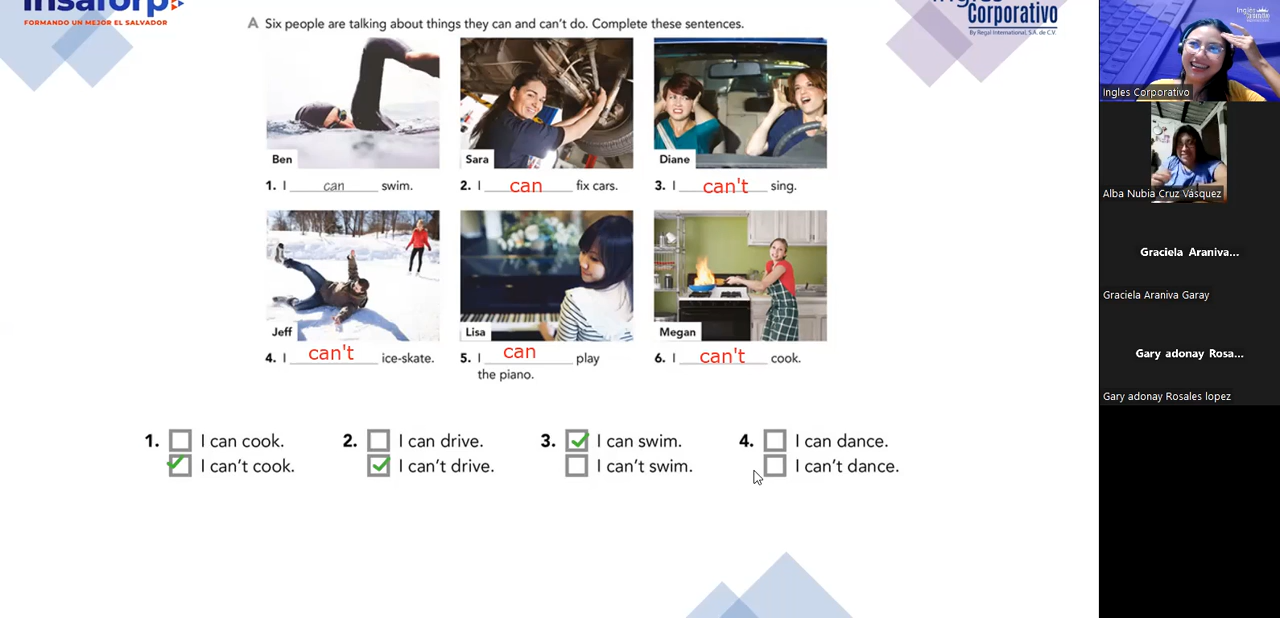 insaforp
FORMANDO UN MEJOR EL SALVADOR
A Six people are talking about things they can and can't do. Complete these sentences.
Corporativo
By Regal International, S.A. de C.V.
Ben
Sara
Diane
1. I can swim.
2. I can fix cars.
3. I can't sing.
Jeff
Lisa
Megan
4. I can't ice-skate.
5. I can play
the piano.
6. I can't cook.
1. I can cook.
I can't cook.
2. I can drive.
I can't drive.
3. I can swim.
I can't swim.
4. I can dance.
I can't dance.
Ingles Corporativo
Alba Nubia Cruz Vásquez
Graciela Araniva...
Graciela Araniva Garay
Gary adonay Rosa...
Gary adonay Rosales lopez